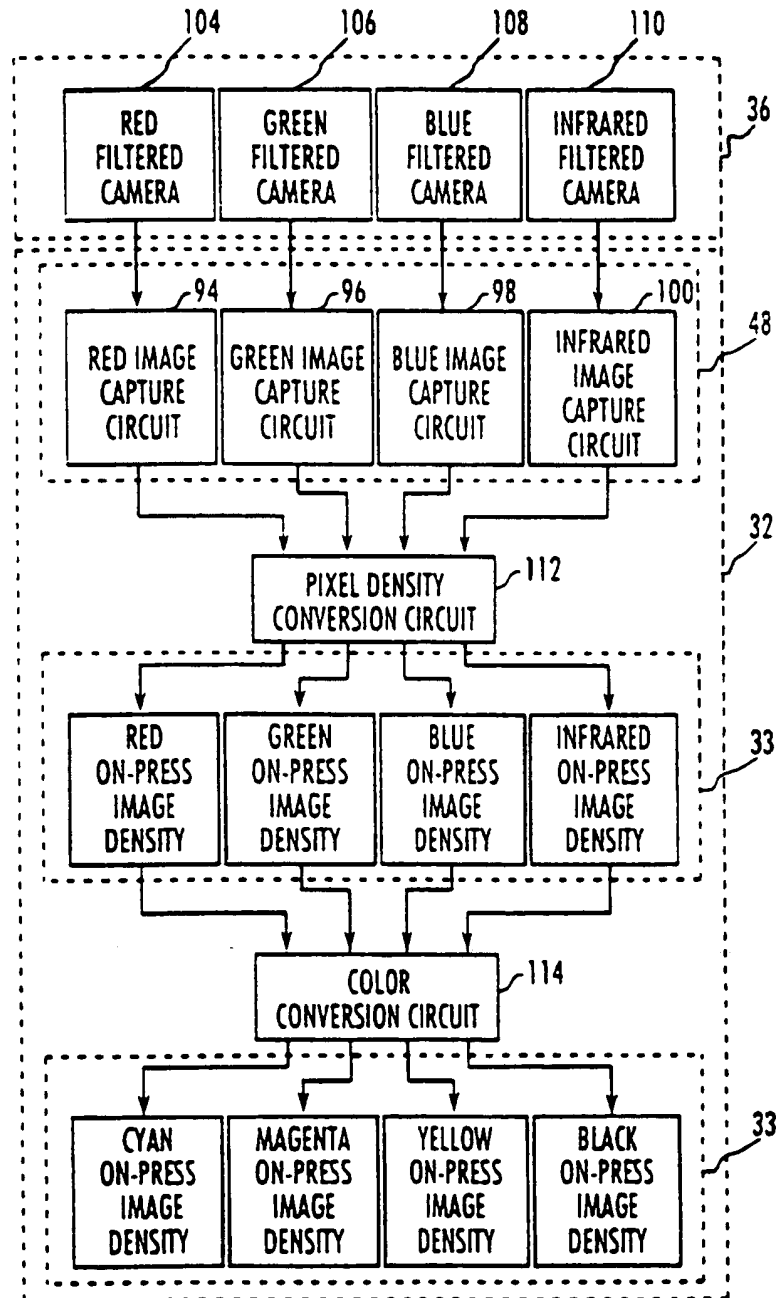 104 106 108 110
RED FILTERED CAMERA
GREEN FILTERED CAMERA
BLUE FILTERED CAMERA
INFRARED FILTERED CAMERA
36
94 96 98 100
RED IMAGE CAPTURE CIRCUIT
GREEN IMAGE CAPTURE CIRCUIT
BLUE IMAGE CAPTURE CIRCUIT
INFRARED IMAGE CAPTURE CIRCUIT
48
32
PIXEL DENSITY
CONVERSION CIRCUIT
112
RED ON-PRESS IMAGE DENSITY
GREEN ON-PRESS IMAGE DENSITY
BLUE ON-PRESS IMAGE DENSITY
INFRARED ON-PRESS IMAGE DENSITY
33
COLOR
CONVERSION CIRCUIT
114
CYAN ON-PRESS IMAGE DENSITY
MAGENTA ON-PRESS IMAGE DENSITY
YELLOW ON-PRESS IMAGE DENSITY
BLACK ON-PRESS IMAGE DENSITY
33